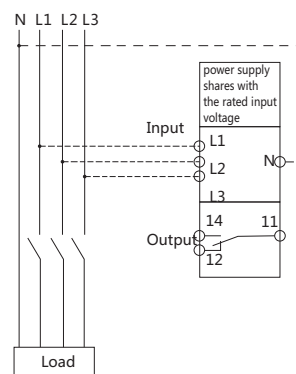 N L1 L2 L3
power supply
shares with
the rated input
voltage
Input
L1
N
L2
L3
14 11
Output
12
Load